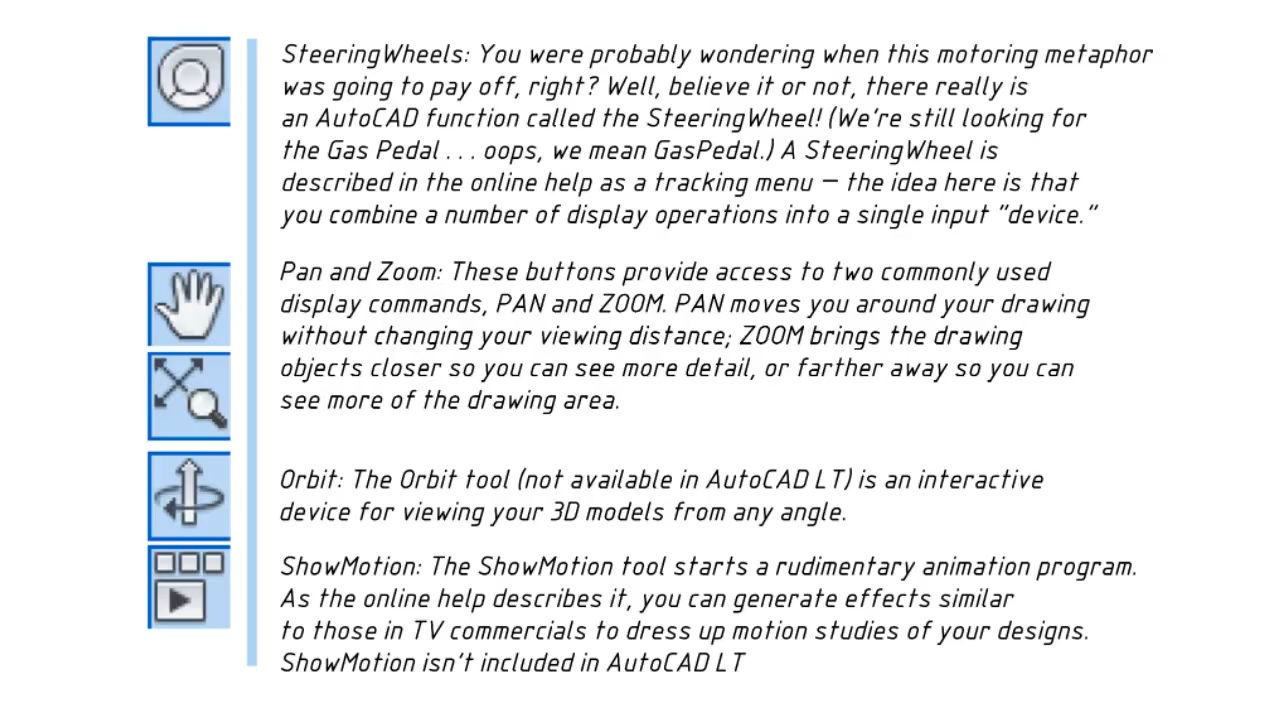 SteeringWheels: You were probably wondering when this motoring metaphor
was going to pay off, right? Well, believe it or not, there really is
an AutoCAD function called the SteeringWheel! (We're still looking for
the Gas Pedal . . . oops, we mean GasPedal.) A SteeringWheel is
described in the online help as a tracking menu — the idea here is that
you combine a number of display operations into a single input "device."
Pan and Zoom: These buttons provide access to two commonly used
display commands, PAN and ZOOM. PAN moves you around your drawing
without changing your viewing distance; ZOOM brings the drawing
objects closer so you can see more detail, or farther away so you can
see more of the drawing area.
Orbit: The Orbit tool (not available in AutoCAD LT) is an interactive
device for viewing your 3D models from any angle.
ShowMotion: The ShowMotion tool starts a rudimentary animation program.
As the online help describes it, you can generate effects similar
to those in TV commercials to dress up motion studies of your designs.
ShowMotion isn't included in AutoCAD LT